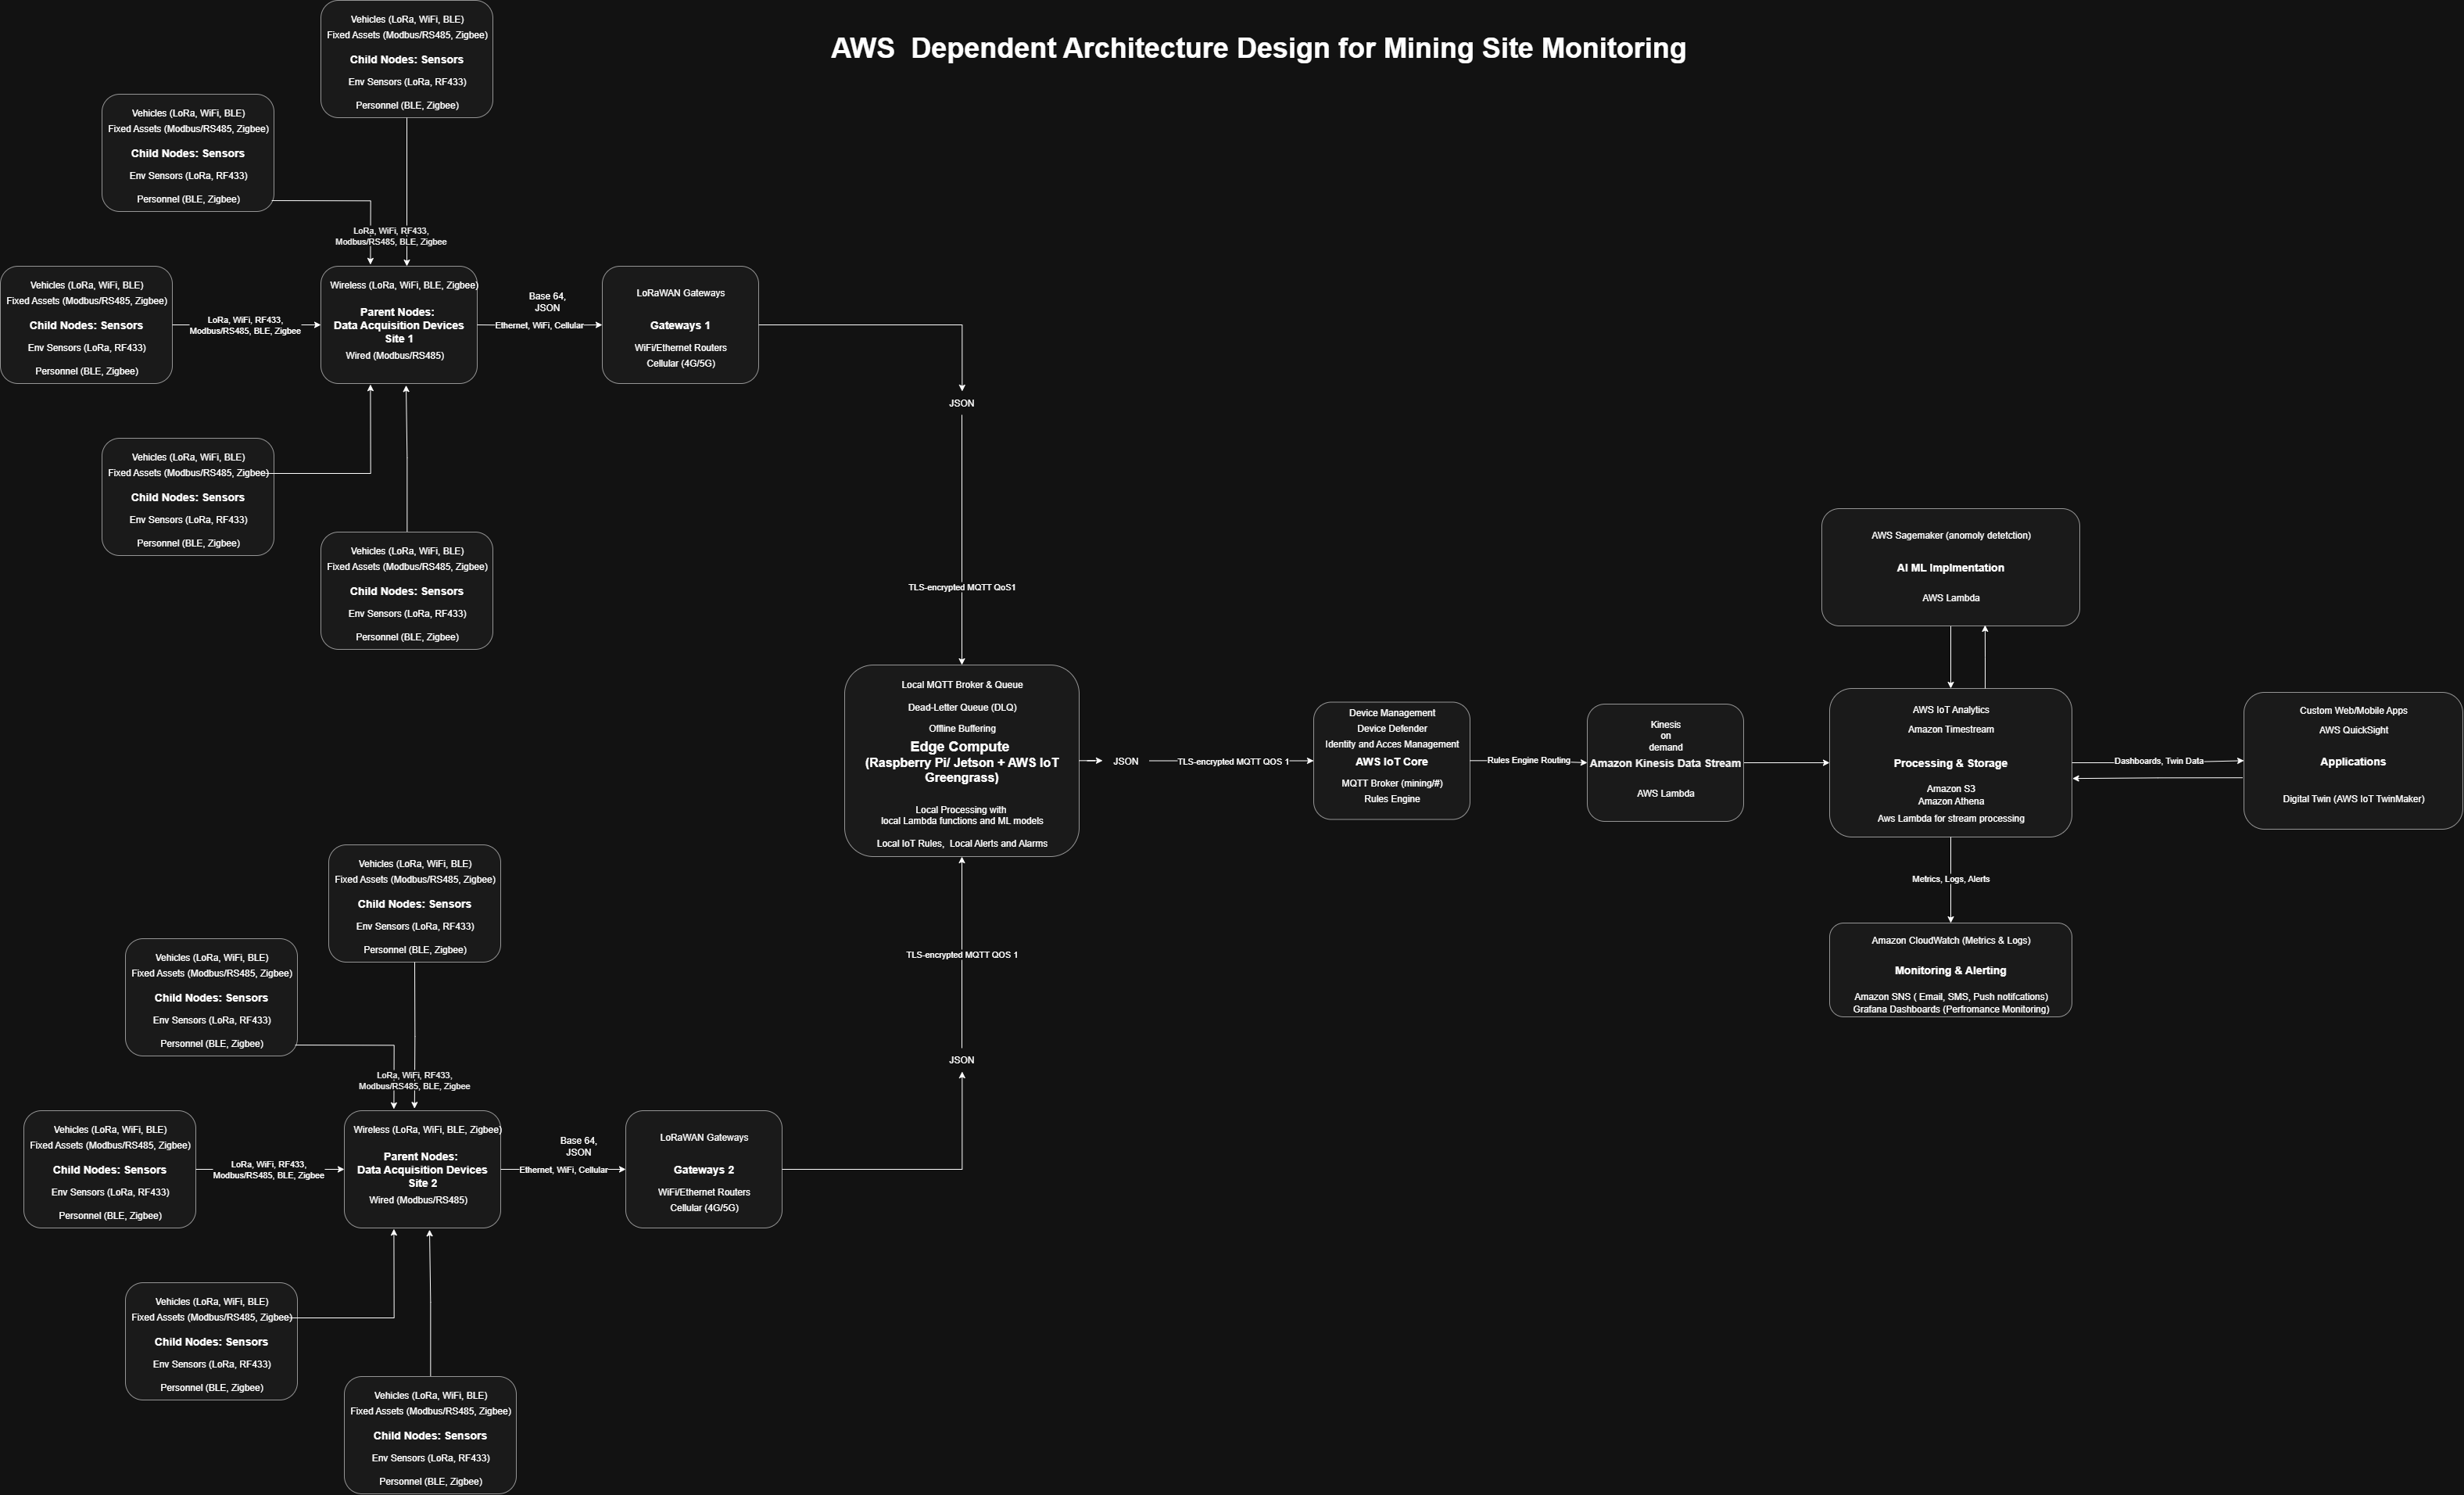 AWS  Dependent Architecture Design for Mining Site Monitoring
Vehicles (LoRa, WiFi, BLE)
Fixed Assets (Modbus/RS485, Zigbee)
Child Nodes: Sensors
Env Sensors (LoRa, RF433)
Personnel (BLE, Zigbee)
Vehicles (LoRa, WiFi, BLE)
Fixed Assets (Modbus/RS485, Zigbee)
Child Nodes: Sensors
Env Sensors (LoRa, RF433)
Personnel (BLE, Zigbee)
LoRa, WiFi, RF433,
Modbus/RS485, BLE, Zigbee
Vehicles (LoRa, WiFi, BLE)
Fixed Assets (Modbus/RS485, Zigbee)
Child Nodes: Sensors
Env Sensors (LoRa, RF433)
Personnel (BLE, Zigbee)
LoRa, WiFi, RF433,
Modbus/RS485, BLE, Zigbee
Wireless (LoRa, WiFi, BLE, Zigbee)
Parent Nodes:
Data Acquisition Devices
Site 1
Wired (Modbus/RS485)
Base 64,
JSON
Ethernet, WiFi, Cellular
LoRaWAN Gateways
Gateways 1
WiFi/Ethernet Routers
Cellular (4G/5G)
JSON
TLS-encrypted MQTT QoS1
Vehicles (LoRa, WiFi, BLE)
Fixed Assets (Modbus/RS485, Zigbee)
Child Nodes: Sensors
Env Sensors (LoRa, RF433)
Personnel (BLE, Zigbee)
Vehicles (LoRa, WiFi, BLE)
Fixed Assets (Modbus/RS485, Zigbee)
Child Nodes: Sensors
Env Sensors (LoRa, RF433)
Personnel (BLE, Zigbee)
Local MQTT Broker & Queue
Dead-Letter Queue (DLQ)
Offline Buffering
Edge Compute
(Raspberry Pi/ Jetson + AWS IoT
Greengrass)
Local Processing with
local Lambda functions and ML models
Local IoT Rules,  Local Alerts and Alarms
JSON
TLS-encrypted MQTT QOS 1
Device Management
Device Defender
Identity and Acces Management
AWS IoT Core
MQTT Broker (mining/#)
Rules Engine
Rules Engine Routing
Kinesis
on
demand
Amazon Kinesis Data Stream
AWS Lambda
AWS Sagemaker (anomoly detetction)
AI ML Implmentation
AWS Lambda
AWS IoT Analytics
Amazon Timestream
Processing & Storage
Amazon S3
Amazon Athena
Aws Lambda for stream processing
Dashboards, Twin Data
Custom Web/Mobile Apps
AWS QuickSight
Applications
Digital Twin (AWS IoT TwinMaker)
Metrics, Logs, Alerts
Amazon CloudWatch (Metrics & Logs)
Monitoring & Alerting
Amazon SNS ( Email, SMS, Push notifcations)
Grafana Dashboards (Perfromance Monitoring)
TLS-encrypted MQTT QOS 1
JSON
Vehicles (LoRa, WiFi, BLE)
Fixed Assets (Modbus/RS485, Zigbee)
Child Nodes: Sensors
Env Sensors (LoRa, RF433)
Personnel (BLE, Zigbee)
Vehicles (LoRa, WiFi, BLE)
Fixed Assets (Modbus/RS485, Zigbee)
Child Nodes: Sensors
Env Sensors (LoRa, RF433)
Personnel (BLE, Zigbee)
LoRa, WiFi, RF433,
Modbus/RS485, BLE, Zigbee
Vehicles (LoRa, WiFi, BLE)
Fixed Assets (Modbus/RS485, Zigbee)
Child Nodes: Sensors
Env Sensors (LoRa, RF433)
Personnel (BLE, Zigbee)
LoRa, WiFi, RF433,
Modbus/RS485, BLE, Zigbee
Wireless (LoRa, WiFi, BLE, Zigbee)
Parent Nodes:
Data Acquisition Devices
Site 2
Wired (Modbus/RS485)
Base 64,
JSON
Ethernet, WiFi, Cellular
LoRaWAN Gateways
Gateways 2
WiFi/Ethernet Routers
Cellular (4G/5G)
Vehicles (LoRa, WiFi, BLE)
Fixed Assets (Modbus/RS485, Zigbee)
Child Nodes: Sensors
Env Sensors (LoRa, RF433)
Personnel (BLE, Zigbee)
Vehicles (LoRa, WiFi, BLE)
Fixed Assets (Modbus/RS485, Zigbee)
Child Nodes: Sensors
Env Sensors (LoRa, RF433)
Personnel (BLE, Zigbee)